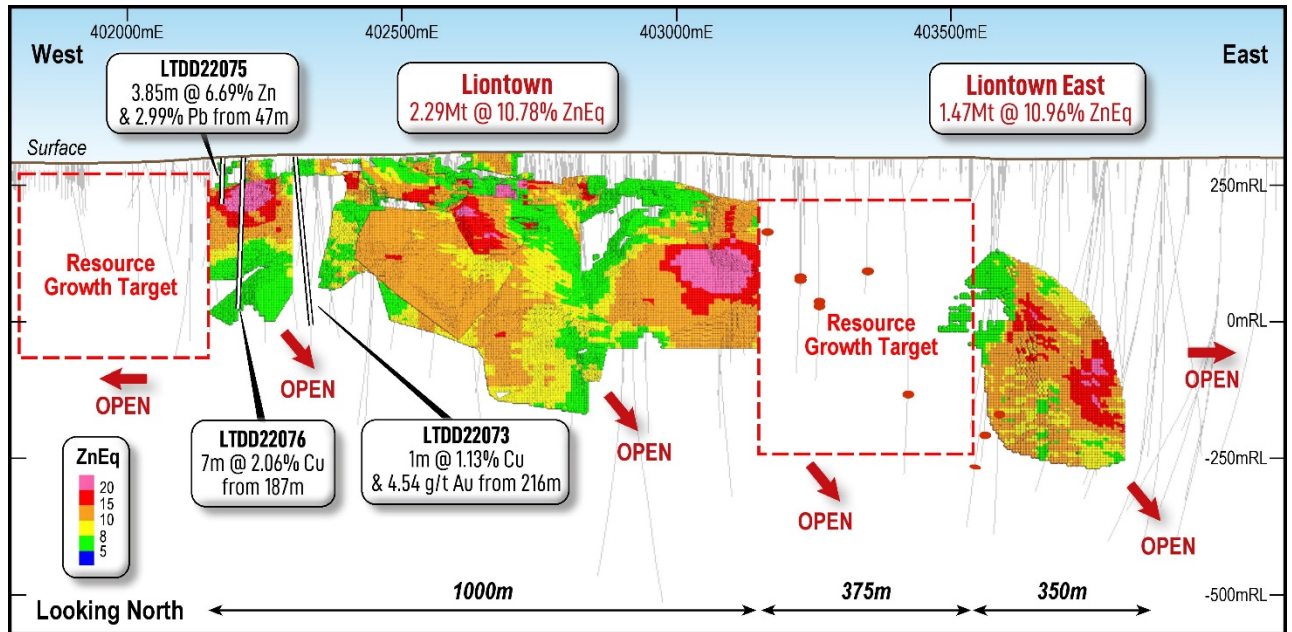 402000mE
402500mE
403000mE
403500mE
West
East
LTDD22075
3.85m @ 6.69% Zn
& 2.99% Pb from 47m
Liontown
2.29Mt @ 10.78% ZnEq
Liontown East
1.47Mt @ 10.96% ZnEq
Surface
250mRL
Resource
Growth Target
Resource
Growth Target
0mRL
OPEN
OPEN
OPEN
OPEN
OPEN
OPEN
LTDD22076
7m @ 2.06% Cu
from 187m
LTDD22073
1m @ 1.13% Cu
& 4.54 g/t Au from 216m
ZnEq
20
15
10
8
5
-250mRL
-500mRL
Looking North
1000m
375m
350m